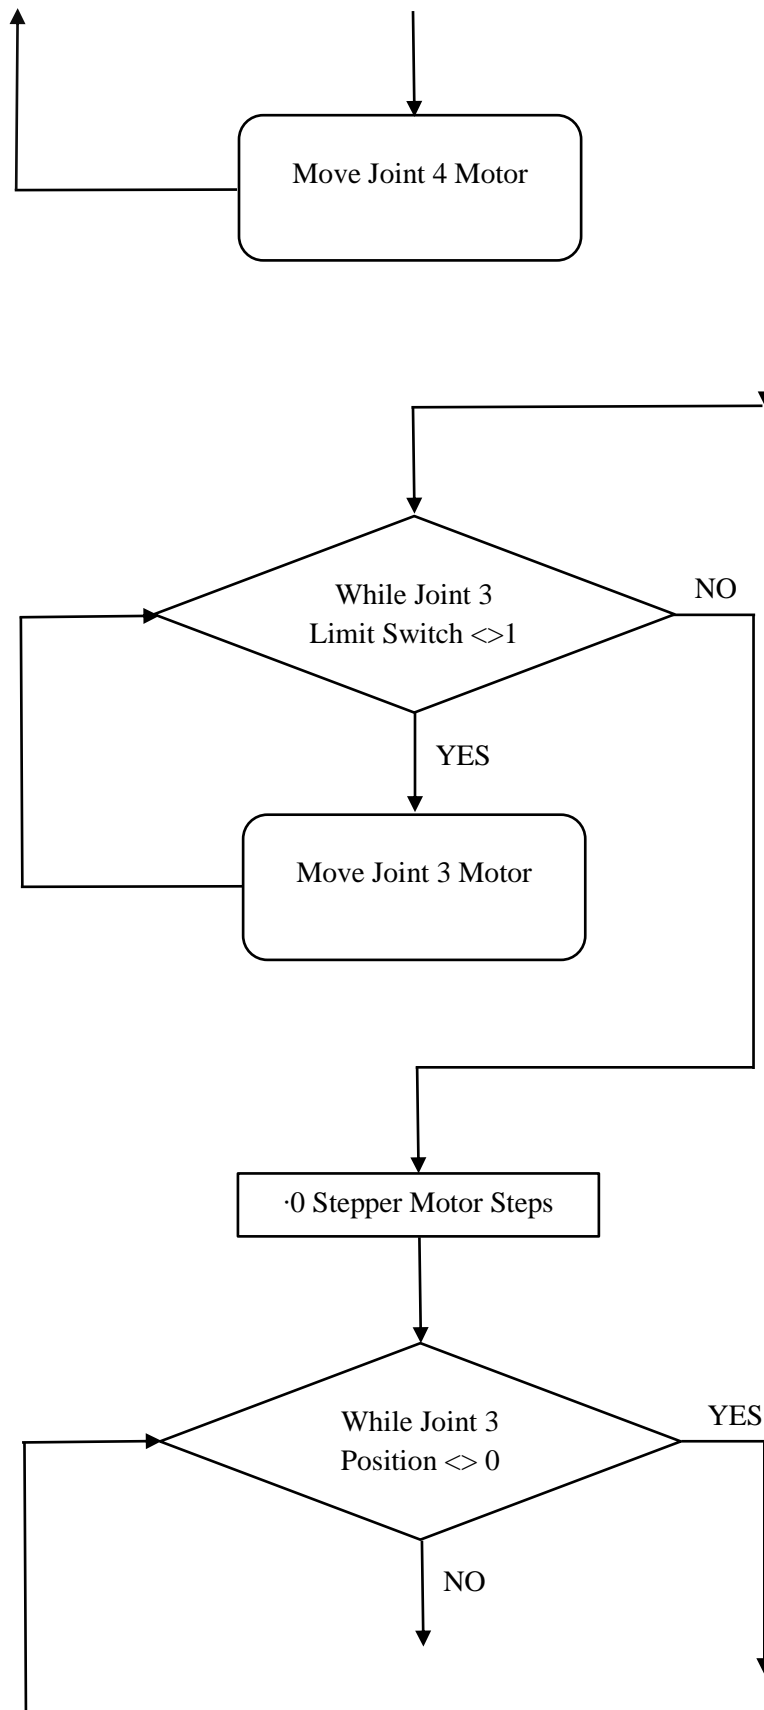 Move Joint 4 Motor
While Joint 3
Limit Switch <>1
NO
YES
Move Joint 3 Motor
·0 Stepper Motor Steps
While Joint 3
Position <> 0
YES
NO